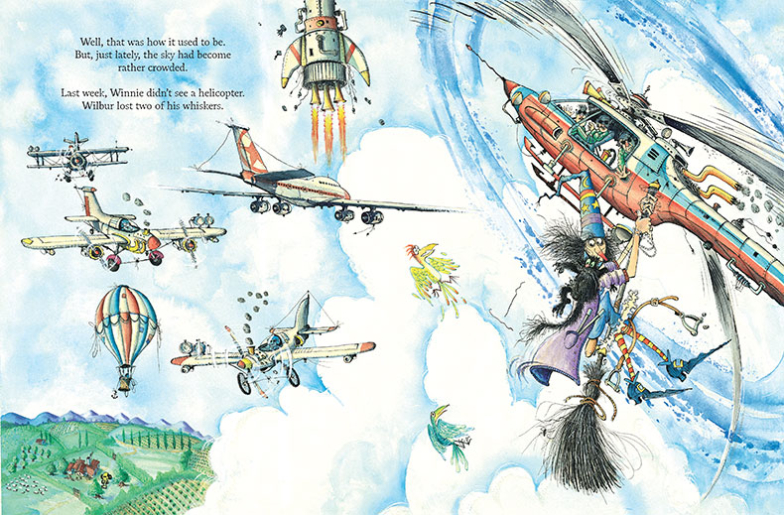 Well, that was how it used to be.
But, just lately, the sky had become
rather crowded.
Last week, Winnie didn't see a helicopter.
Wilbur lost two of his whiskers.